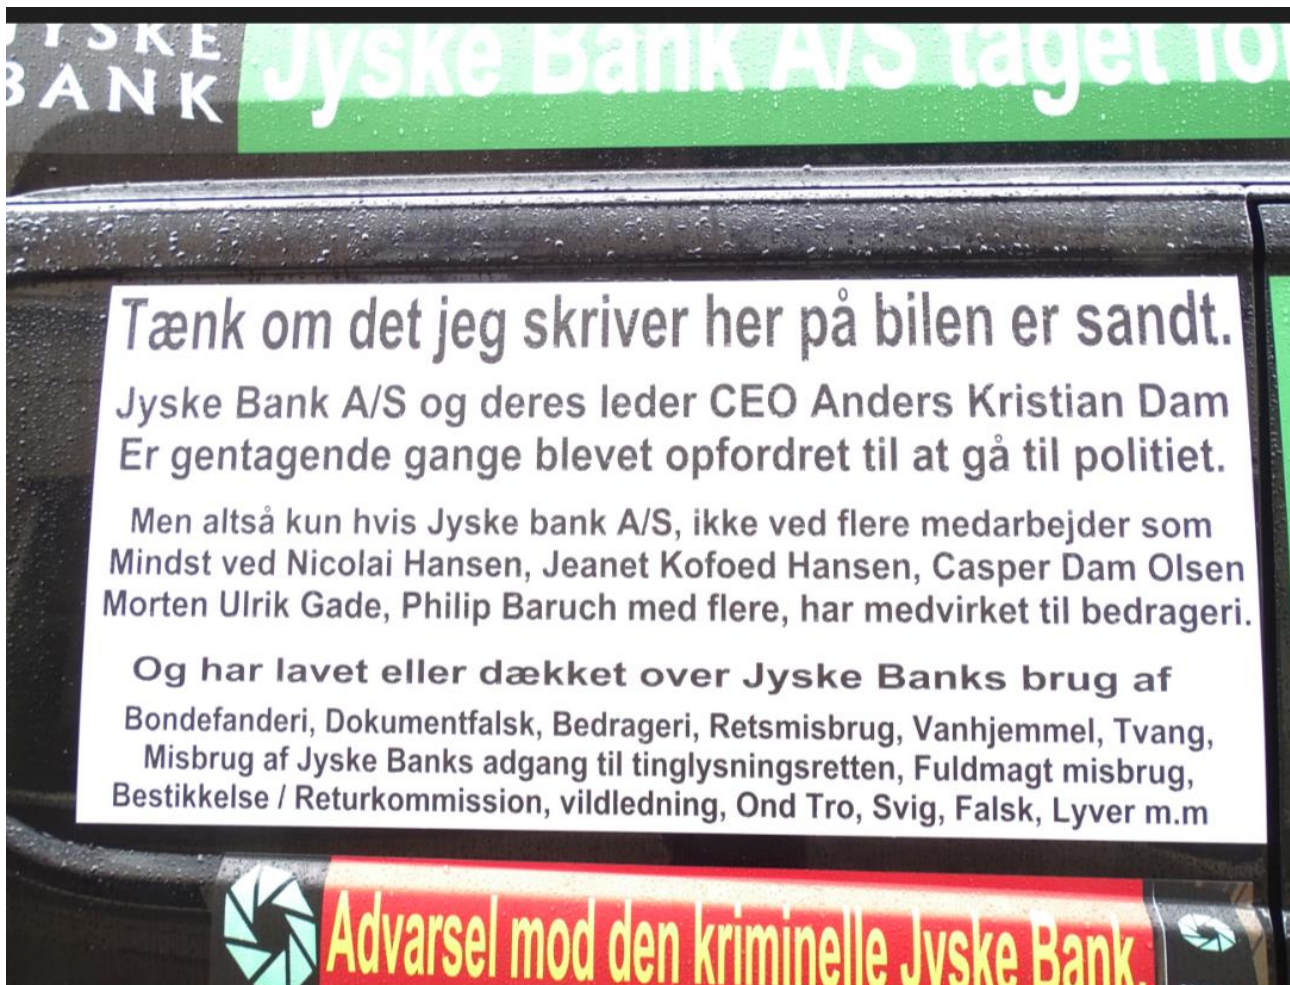 JYSKE
BANK
Jyske Bank A/S taget for
Tænk om det jeg skriver her på bilen er sandt.
Jyske Bank A/S og deres leder CEO Anders Kristian Dam
Er gentagende gange blevet opfordret til at gå til politiet.
Men altså kun hvis Jyske bank A/S, ikke ved flere medarbejder som
Mindst ved Nicolai Hansen, Jeanet Kofoed Hansen, Casper Dam Olsen
Morten Ulrik Gade, Philip Baruch med flere, har medvirket til bedrageri.
Og har lavet eller dækket over Jyske Banks brug af
Bondefanderi, Dokumentfalsk, Bedrageri, Retsmisbrug, Vanhjemmel, Tvang,
Misbrug af Jyske Banks adgang til tinglysningsretten, Fuldmagt misbrug,
Bestikkelse / Returkommission, vildledning, Ond Tro, Svig, Falsk, Lyver m.m
Advarsel mod den kriminelle Jyske Bank.